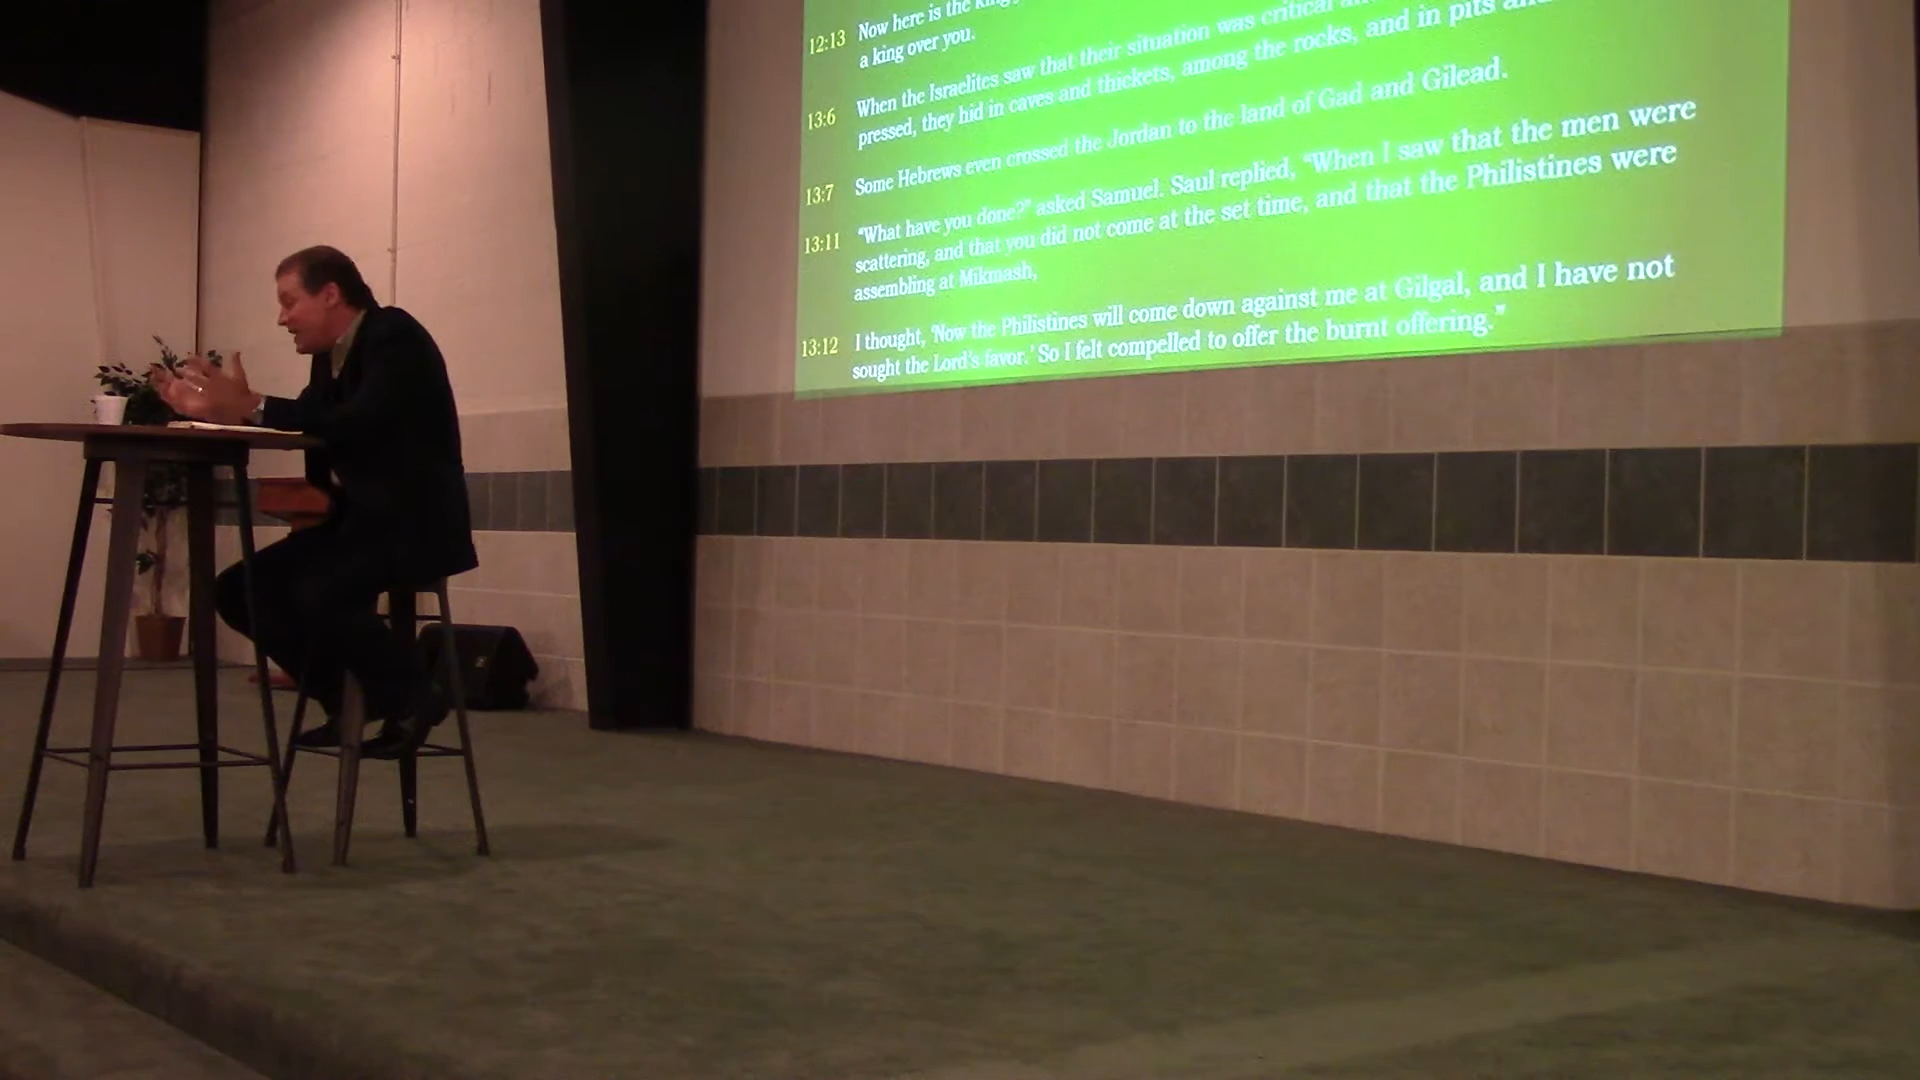 12:13 Now here is the king
a king over you.
13:6 When the Israelites saw that their situation was critical
pressed, they hid in caves and thickets, among the rocks, and in pits and
13:7 Some Hebrews even crossed the Jordan to the land of Gad and Gilead.
13:11 “What have you done?” asked Samuel. Saul replied, “When I saw that the men were
scattering, and that you did not come at the set time, and that the Philistines were
assembling at Mikmash,
13:12 I thought, ‘Now the Philistines will come down against me at Gilgal, and I have not
sought the Lord’s favor.’ So I felt compelled to offer the burnt offering.”